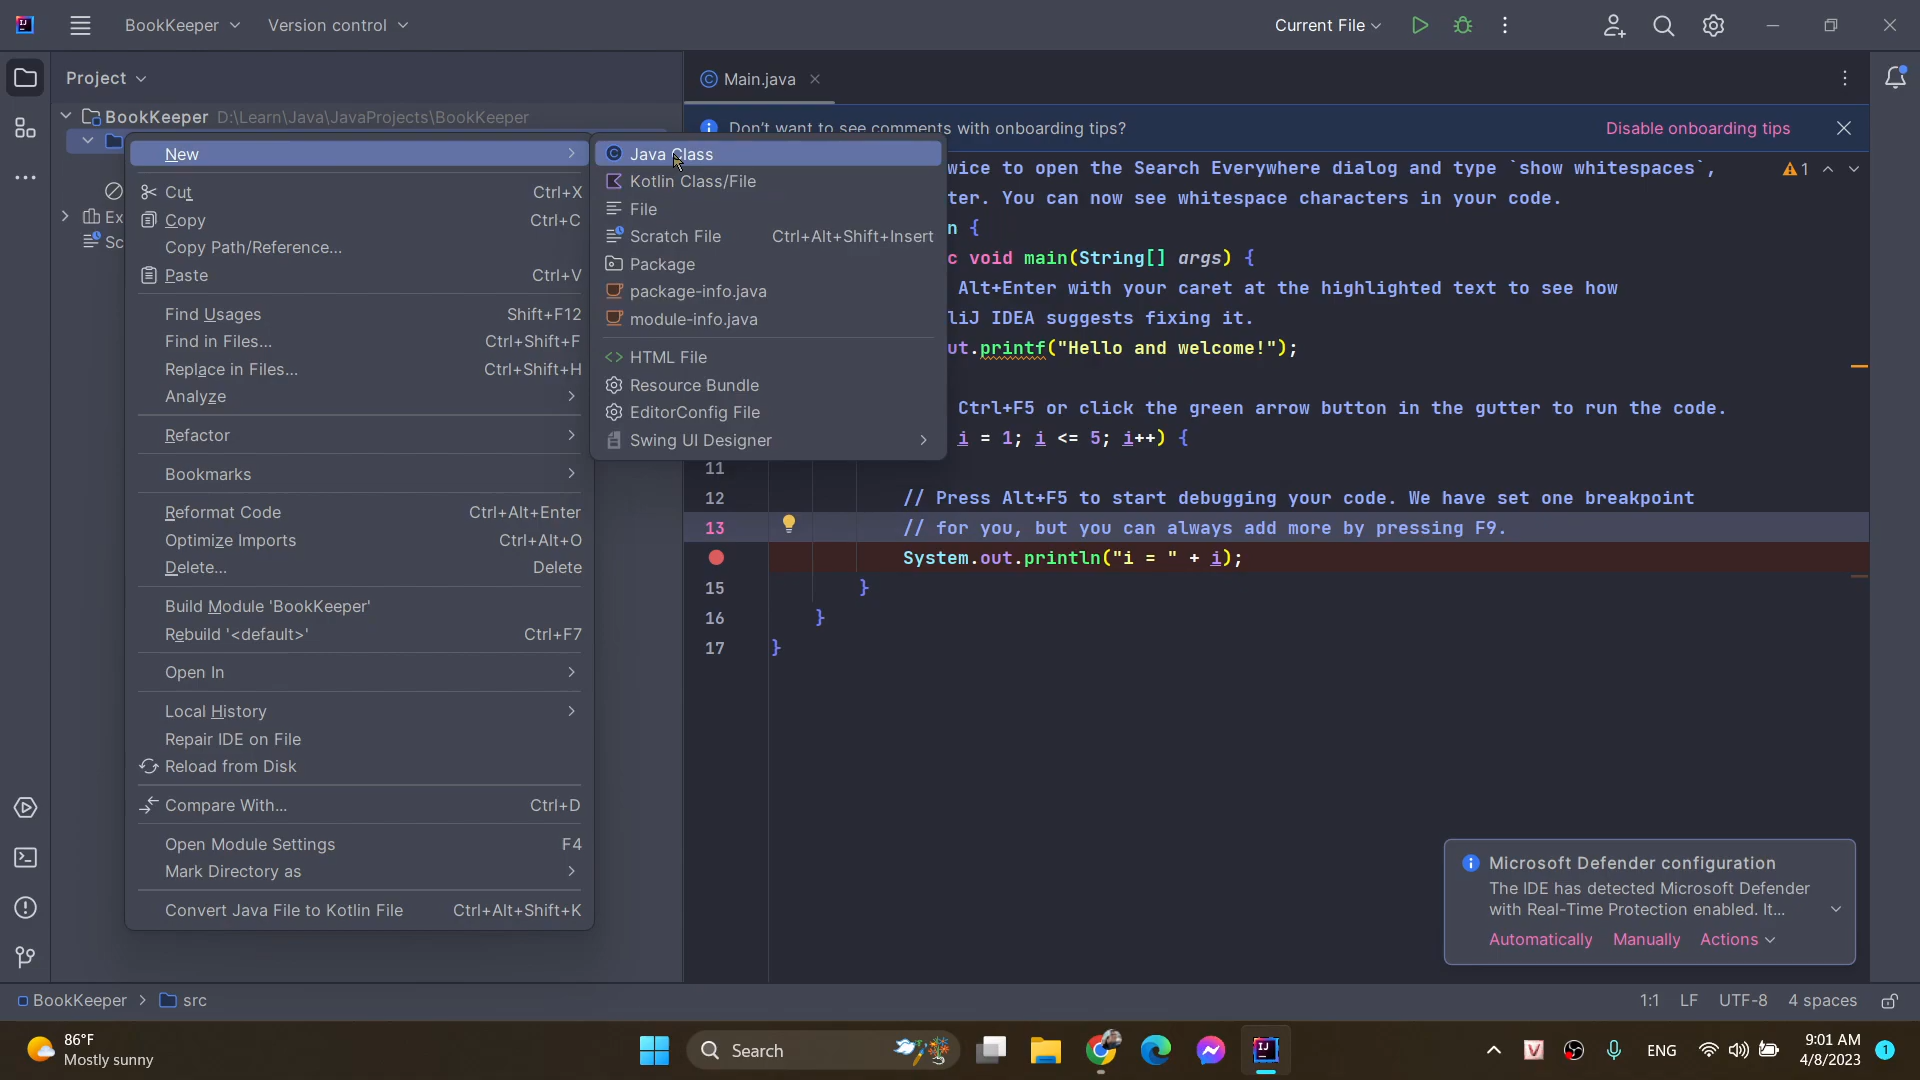 BookKeeper
Version control
Current File
Project
Main.java
BookKeeper D:\Learn\Java\JavaProjects\BookKeeper
Ex
Sc
New
Cut Ctrl+X
Copy Ctrl+C
Copy Path/Reference...
Paste Ctrl+V
Find Usages Shift+F12
Find in Files... Ctrl+Shift+F
Replace in Files... Ctrl+Shift+H
Analyze
Refactor
Bookmarks
Reformat Code Ctrl+Alt+Enter
Optimize Imports Ctrl+Alt+O
Delete... Delete
Build Module 'BookKeeper'
Rebuild '<default>' Ctrl+F7
Open In
Local History
Repair IDE on File
Reload from Disk
Compare With... Ctrl+D
Open Module Settings F4
Mark Directory as
Convert Java File to Kotlin File Ctrl+Alt+Shift+K
Java Class
Kotlin Class/File
File
Scratch File Ctrl+Alt+Shift+Insert
Package
package-info.java
module-info.java
HTML File
Resource Bundle
EditorConfig File
Swing UI Designer
Don't want to see comments with onboarding tips? Disable onboarding tips
wice to open the Search Everywhere dialog and type `show whitespaces`,
1
ter. You can now see whitespace characters in your code.
n {
c void main(String[] args) {
Alt+Enter with your caret at the highlighted text to see how
liJ IDEA suggests fixing it.
ut.printf("Hello and welcome!");
Ctrl+F5 or click the green arrow button in the gutter to run the code.
i = 1; i <= 5; i++) {
11
12 // Press Alt+F5 to start debugging your code. We have set one breakpoint
13 // for you, but you can always add more by pressing F9.
System.out.println("i = " + i);
15 }
16 }
17 }
Microsoft Defender configuration
The IDE has detected Microsoft Defender
with Real-Time Protection enabled. It...
Automatically Manually Actions
BookKeeper > src
1:1 LF UTF-8 4 spaces
86°F
Mostly sunny
Search
ENG
9:01 AM
4/8/2023
1